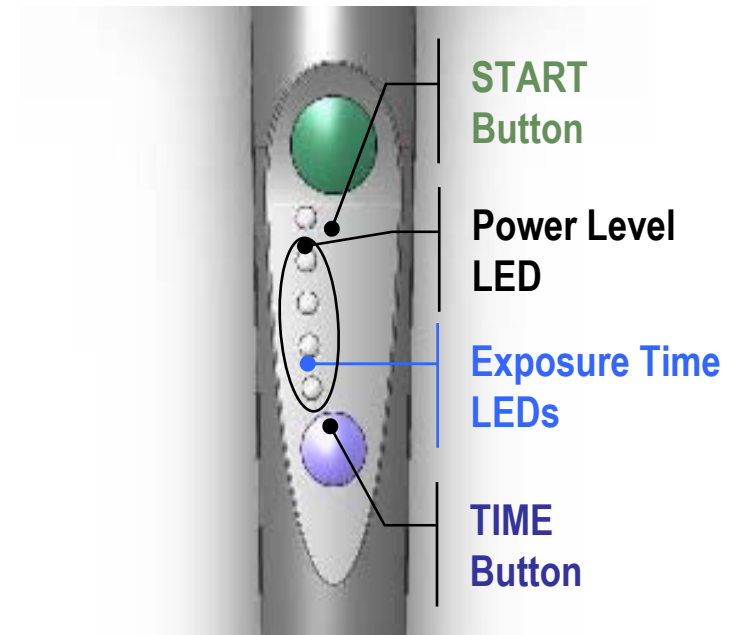 START
Button
Power Level
LED
Exposure Time
LEDs
TIME
Button